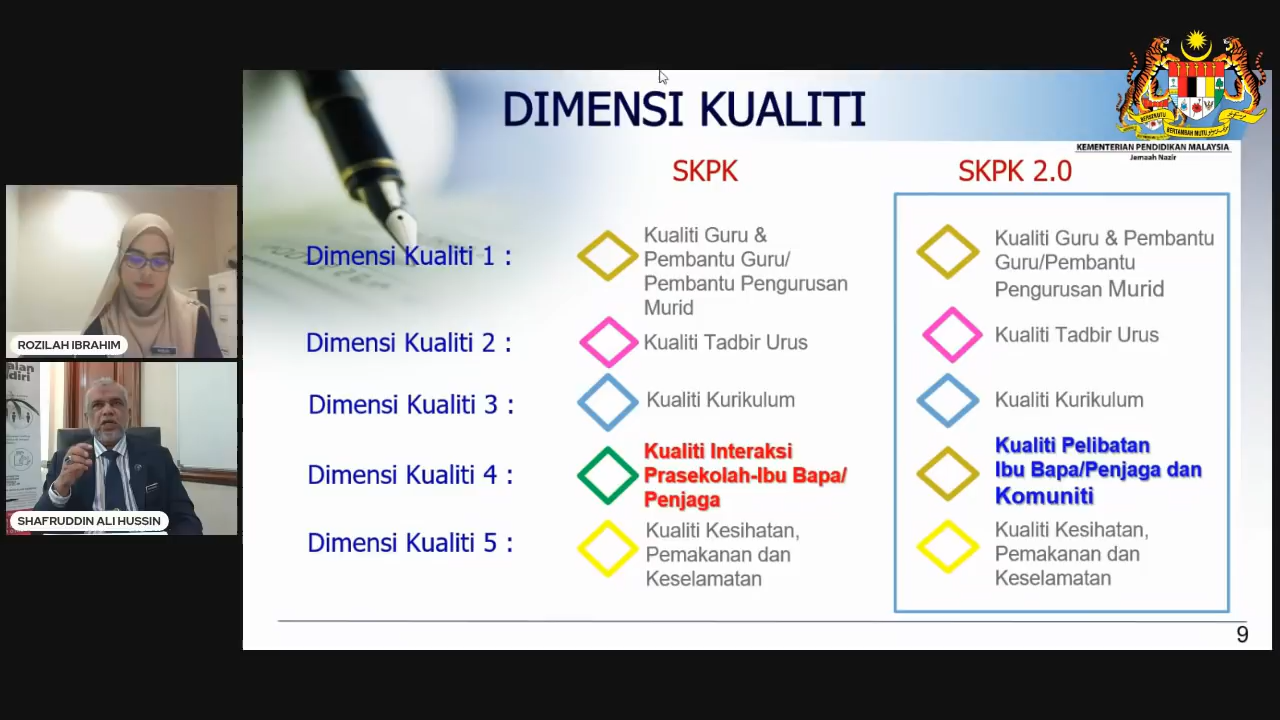 DIMENSI KUALITI
KEMENTERIAN PENDIDIKAN MALAYSIA
Jemaah Nazir
SKPK
SKPK 2.0
Dimensi Kualiti 1 :
Kualiti Guru &
Pembantu Guru/
Pembantu Pengurusan
Murid
Kualiti Guru & Pembantu
Guru/Pembantu
Pengurusan Murid
Dimensi Kualiti 2 :
Kualiti Tadbir Urus
Kualiti Tadbir Urus
Dimensi Kualiti 3 :
Kualiti Kurikulum
Kualiti Kurikulum
Dimensi Kualiti 4 :
Kualiti Interaksi
Prasekolah-Ibu Bapa/
Penjaga
Kualiti Pelibatan
Ibu Bapa/Penjaga dan
Komuniti
Dimensi Kualiti 5 :
Kualiti Kesihatan,
Pemakanan dan
Keselamatan
Kualiti Kesihatan,
Pemakanan dan
Keselamatan
9
ROZILAH IBRAHIM
SHAFRUDDIN ALI HUSSIN
BERTAMBAH MUTU